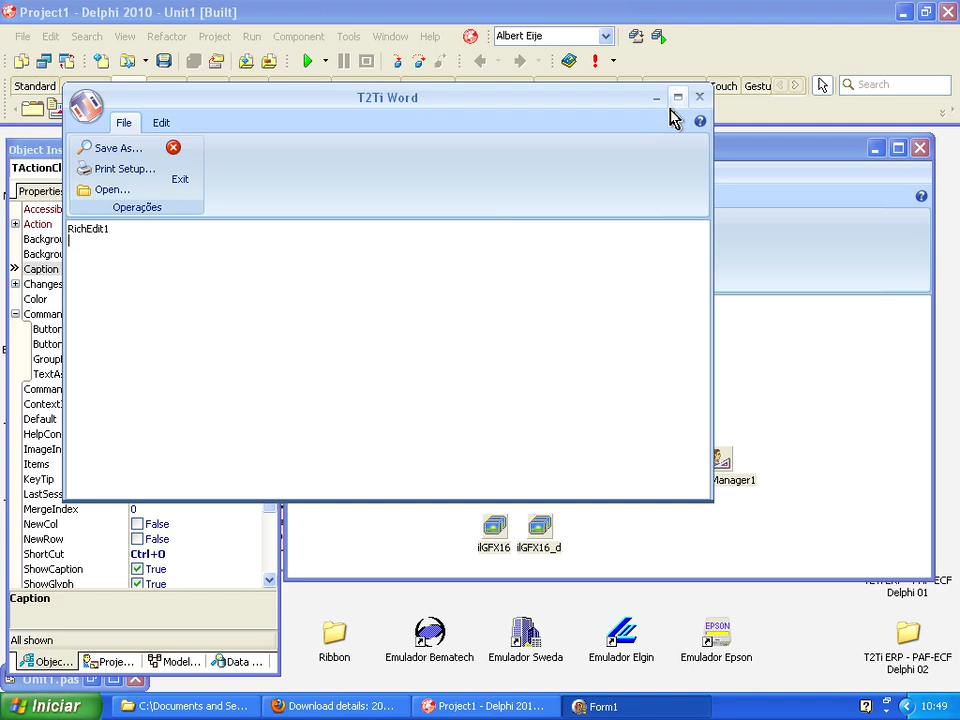 Project1 - Delphi 2010 - Unit1 [Built]
File Edit Search View Refactor Project Run Component Tools Window Help
Albert Eije
Standard
Touch Gestu
Search
T2Ti Word
File Edit
Save As...
Print Setup...
Exit
Open...
Operações
RichEdit1
Object Ins
TActionCl
Properties
Accessib
Action
Backgrou
Backgrou
Caption
Changes
Color
Comman
Button
Button
Group
TextAs
Comman
Context
Default
HelpCon
ImageIn
Items
KeyTip
LastSess
MergeIndex 0
NewCol False
NewRow False
ShortCut Ctrl+O
ShowCaption True
ShowGlyph True
Caption
All shown
Objec... Proje... Model... Data ...
Unit1.pas
Manager1
ilGFX16 ilGFX16_d
T2Ti ERP - PAF-ECF
Delphi 01
Ribbon
Emulador Bematech
Emulador Sweda
Emulador Elgin
EPSON
Emulador Epson
T2Ti ERP - PAF-ECF
Delphi 02
Iniciar
C:\Documents and Se...
Download details: 20...
Project1 - Delphi 201...
Form1
10:49